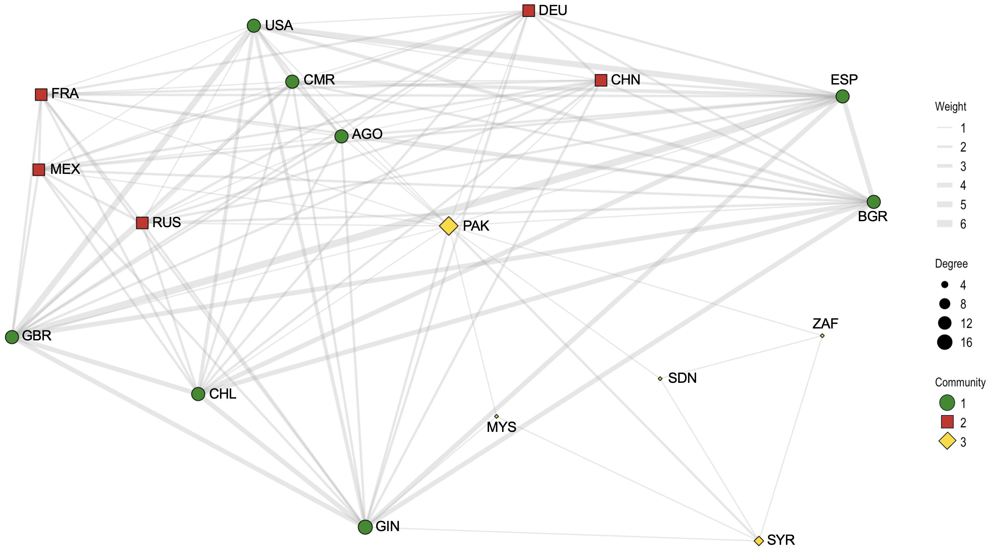 DEU
USA
CMR
CHN
ESP
FRA
AGO
MEX
RUS
PAK
BGR
GBR
ZAF
SDN
CHL
MYS
GIN
SYR
Weight
1
2
3
4
5
6
Degree
4
8
12
16
Community
1
2
3